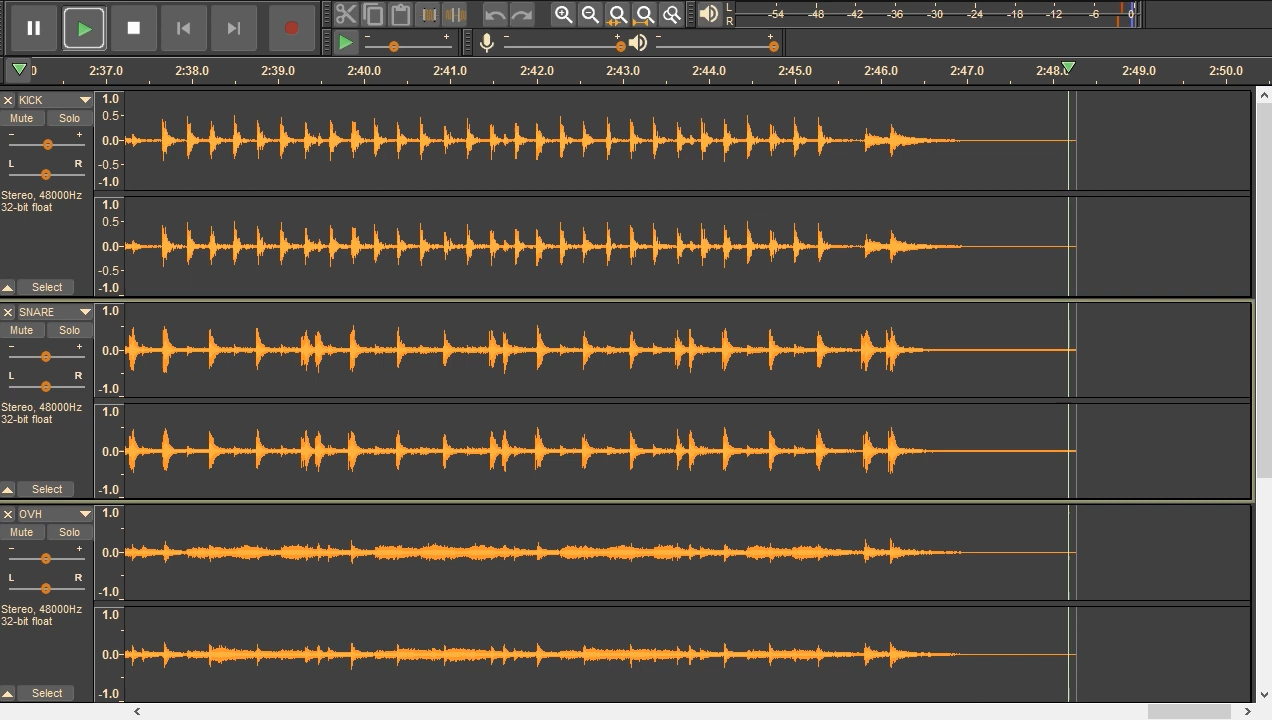 L -54 -48 -42 -36 -30 -24 -18 -12 -6 0
R
- + - + - +
0 2:37.0 2:38.0 2:39.0 2:40.0 2:41.0 2:42.0 2:43.0 2:44.0 2:45.0 2:46.0 2:47.0 2:48.0 2:49.0 2:50.0
KICK 1.0
Mute Solo 0.5
- + 0.0
L R -0.5
-1.0
Stereo, 48000Hz 1.0
32-bit float 0.5
0.0
-0.5
Select -1.0
SNARE 1.0
Mute Solo
- + 0.0
L R
-1.0
Stereo, 48000Hz 1.0
32-bit float
0.0
Select -1.0
OVH 1.0
Mute Solo
- + 0.0
L R
-1.0
Stereo, 48000Hz 1.0
32-bit float
0.0
Select -1.0